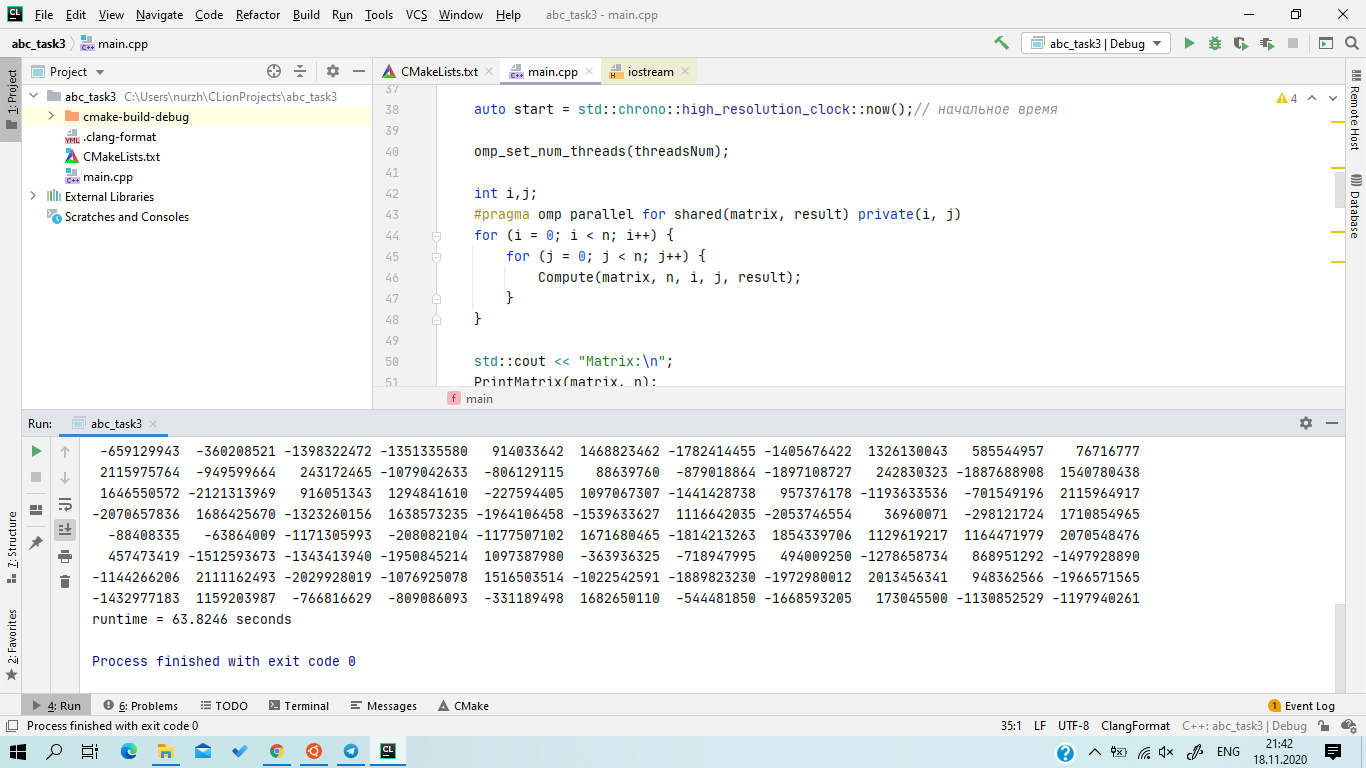 File Edit View Navigate Code Refactor Build Run Tools VCS Window Help abc_task3 - main.cpp
abc_task3 main.cpp abc_task3 | Debug
1: Project
Project
abc_task3 C:\Users\nurzh\CLionProjects\abc_task3
cmake-build-debug
.clang-format
CMakeLists.txt
main.cpp
External Libraries
Scratches and Consoles
CMakeLists.txt main.cpp iostream
37
38 auto start = std::chrono::high_resolution_clock::now();// начальное время
39
40 omp_set_num_threads(threadsNum);
41
42 int i,j;
43 #pragma omp parallel for shared(matrix, result) private(i, j)
44 for (i = 0; i < n; i++) {
45 for (j = 0; j < n; j++) {
46 Compute(matrix, n, i, j, result);
47 }
48 }
49
50 std::cout << "Matrix:\n";
51 PrintMatrix(matrix, n);
4
main
Remote Host
Database
Run: abc_task3
-659129943 -360208521 -1398322472 -1351335580 914033642 1468823462 -1782414455 -1405676422 1326130043 585544957 76716777
2115975764 -949599664 243172465 -1079042633 -806129115 88639760 -879018864 -1897108727 242830323 -1887688908 1540780438
1646550572 -2121313969 916051343 1294841610 -227594405 1097067307 -1441428738 957376178 -1193633536 -701549196 2115964917
-2070657836 1686425670 -1323260156 1638573235 -1964106458 -1539633627 1116642035 -2053746554 36960071 -298121724 1710854965
-88408335 -63864009 -1171305993 -208082104 -1177507102 1671680465 -1814213263 1854339706 1129619217 1164471979 2070548476
457473419 -1512593673 -1343413940 -1950845214 1097387980 -363936325 -718947995 494009250 -1278658734 868951292 -1497928890
-1144266206 2111162493 -2029928019 -1076925078 1516503514 -1022542591 -1889823230 -1972980012 2013456341 948362566 -1966571565
-1432977183 1159203987 -766816629 -809086093 -331189498 1682650110 -544481850 -1668593205 173045500 -1130852529 -1197940261
runtime = 63.8246 seconds
Process finished with exit code 0
7: Structure
2: Favorites
4: Run 6: Problems TODO Terminal Messages CMake 1 Event Log
Process finished with exit code 0 35:1 LF UTF-8 ClangFormat C++: abc_task3 | Debug
ENG 21:42
18.11.2020